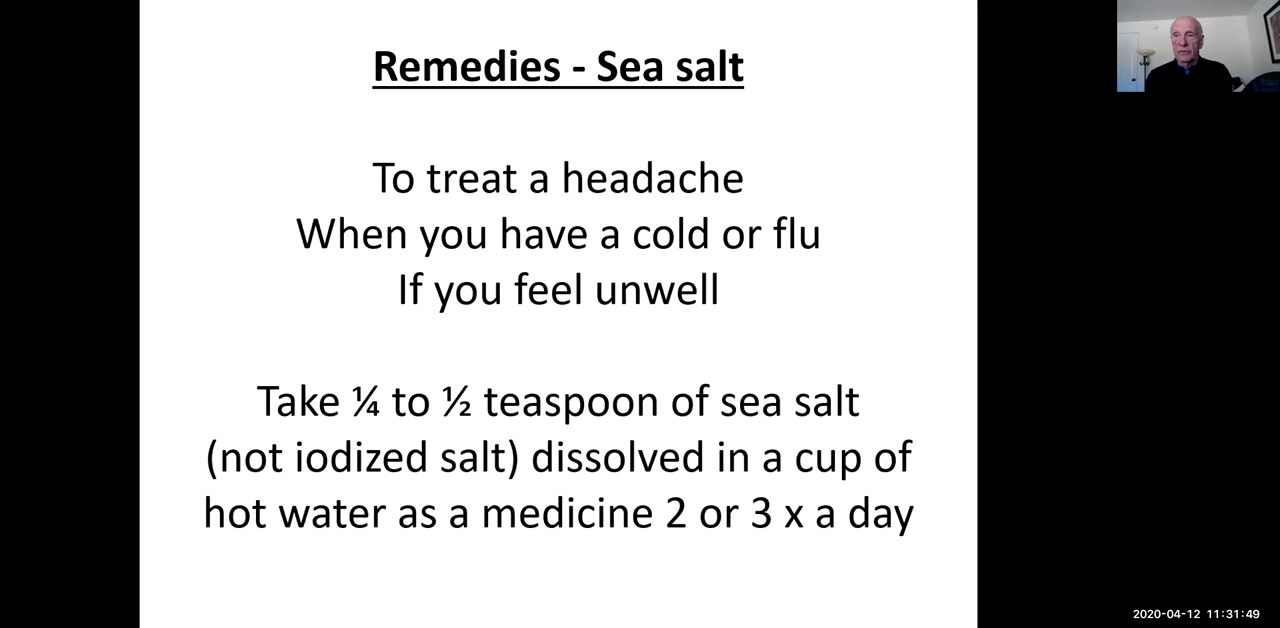 Remedies - Sea salt
To treat a headache
When you have a cold or flu
If you feel unwell
Take ¼ to ½ teaspoon of sea salt
(not iodized salt) dissolved in a cup of
hot water as a medicine 2 or 3 x a day
2020-04-12 11:31:49